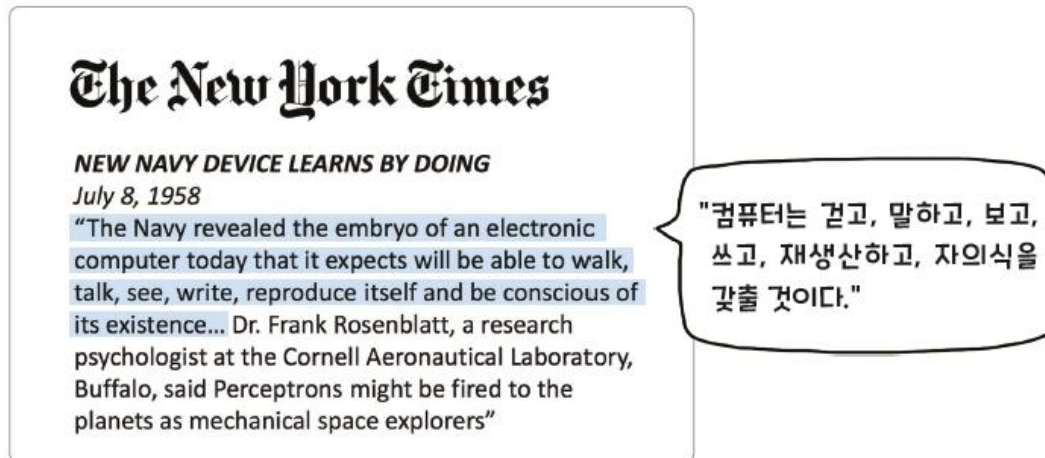 The New York Times
NEW NAVY DEVICE LEARNS BY DOING
July 8, 1958
“The Navy revealed the embryo of an electronic
computer today that it expects will be able to walk,
talk, see, write, reproduce itself and be conscious of
its existence... Dr. Frank Rosenblatt, a research
psychologist at the Cornell Aeronautical Laboratory,
Buffalo, said Perceptrons might be fired to the
planets as mechanical space explorers”
"컴퓨터는 걷고, 말하고, 보고,
쓰고, 재생산하고, 자의식을
갖출 것이다."